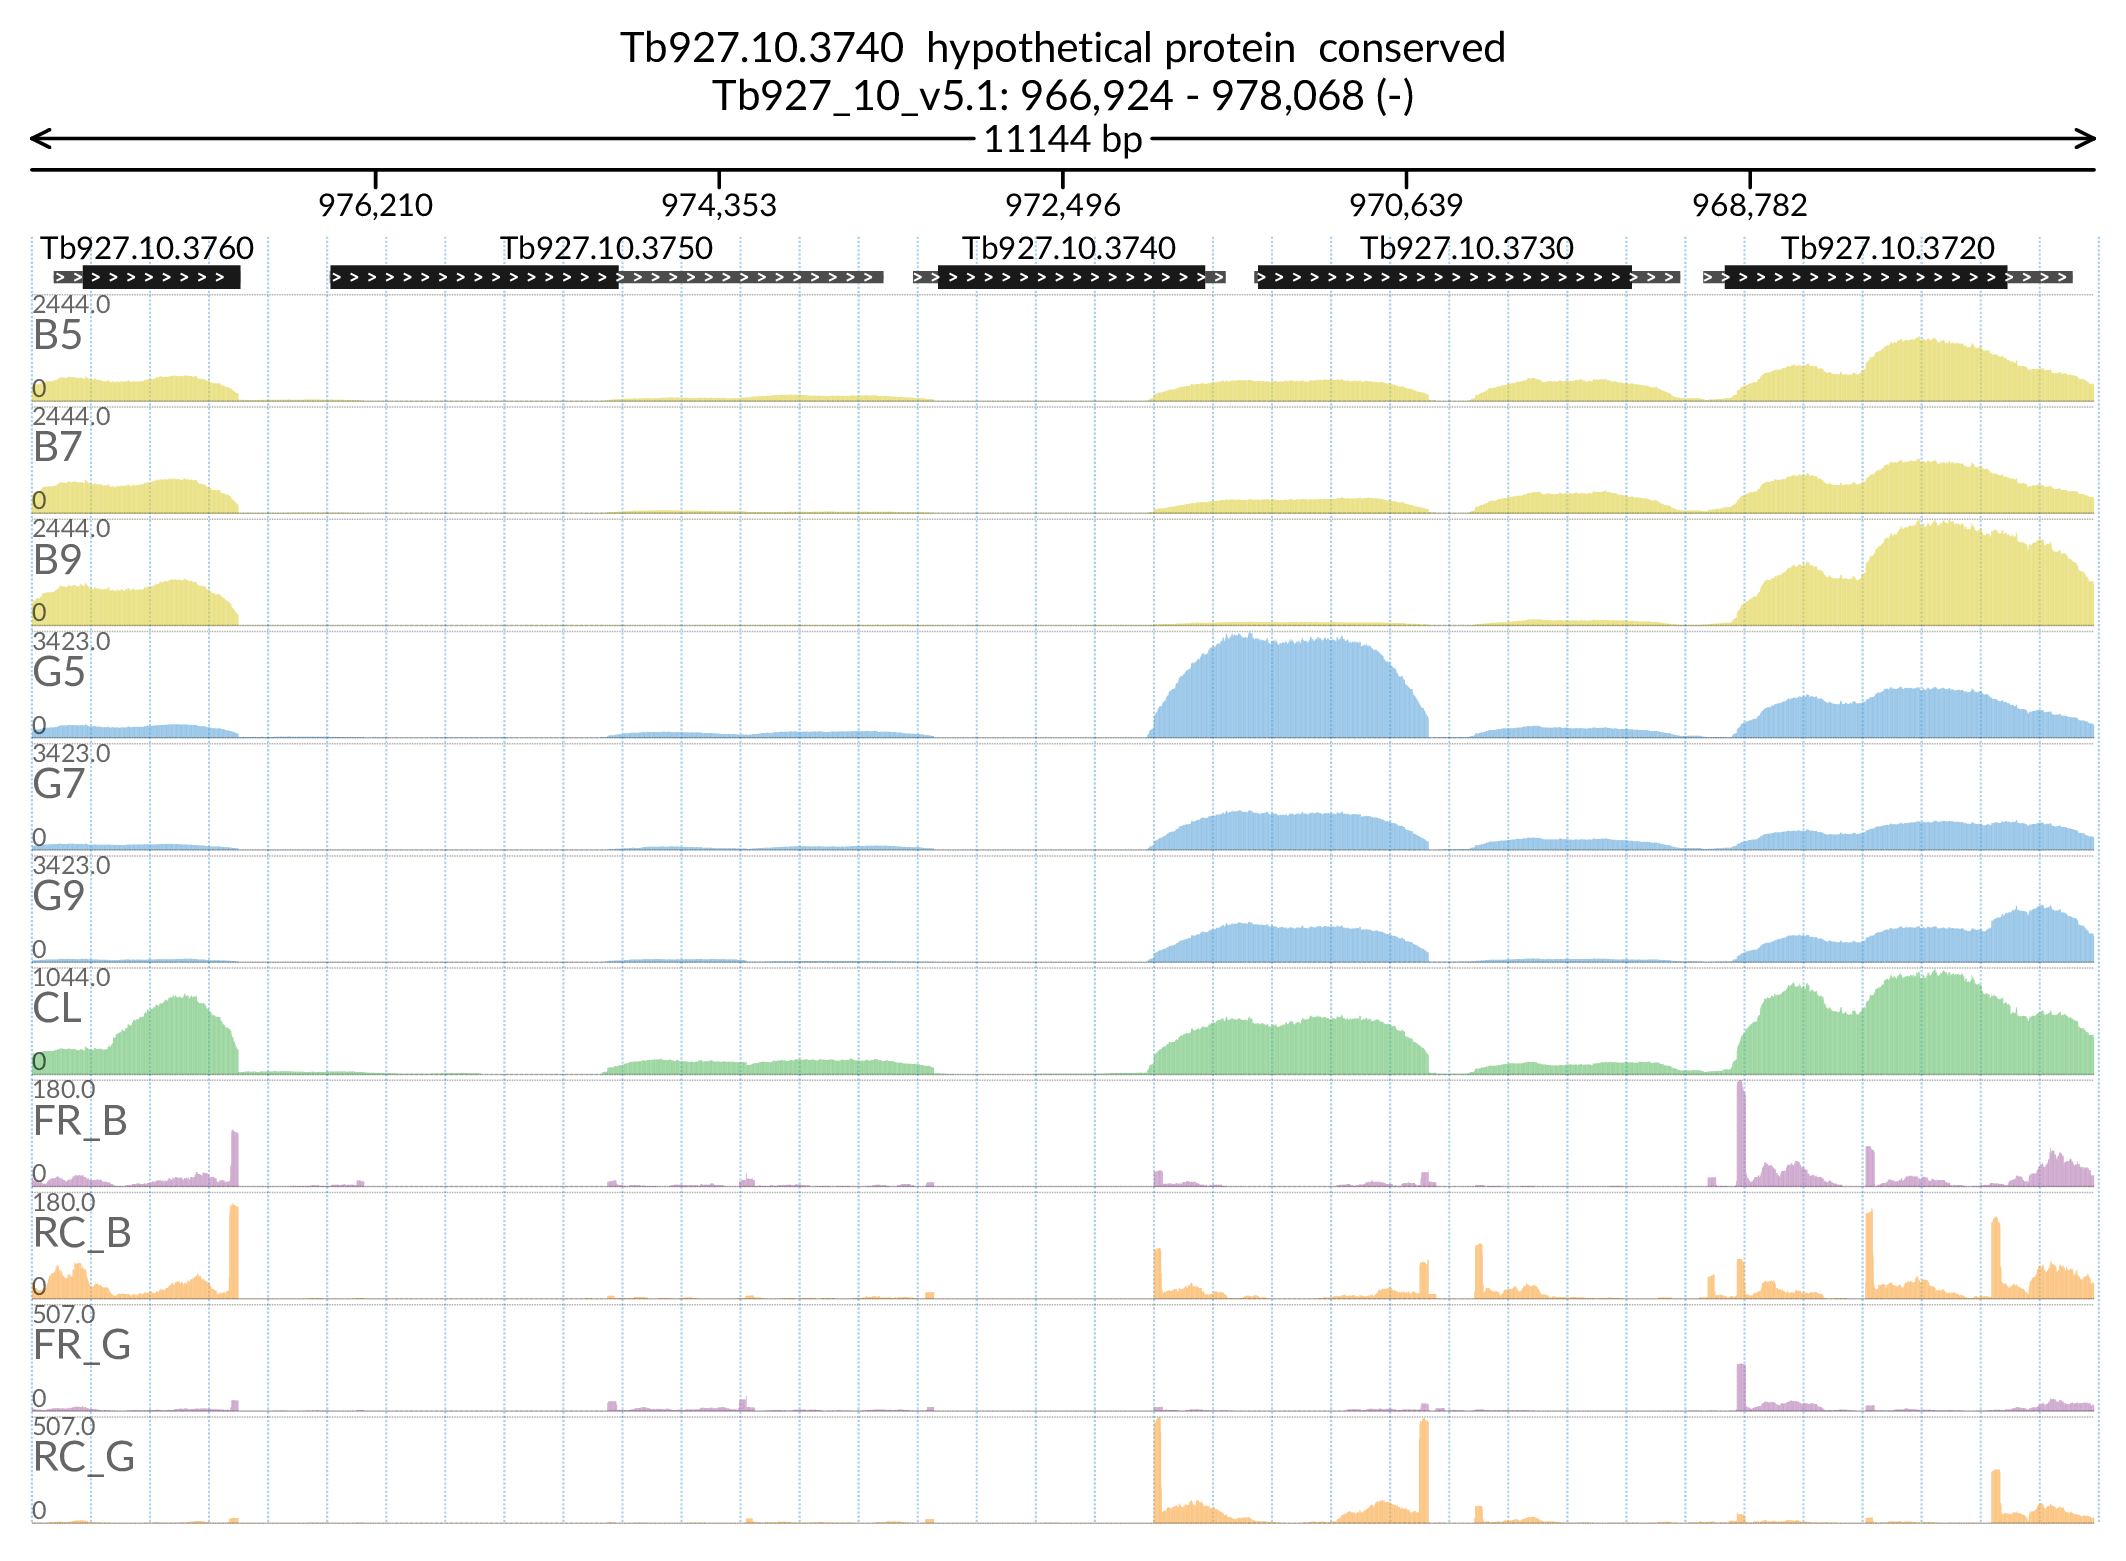 Tb927.10.3740  hypothetical protein  conserved
Tb927_10_v5.1: 966,924 - 978,068 (-)
11144 bp
976,210 974,353 972,496 970,639 968,782
Tb927.10.3760 Tb927.10.3750 Tb927.10.3740 Tb927.10.3730 Tb927.10.3720
2444.0
B5
0
2444.0
B7
0
2444.0
B9
0
3423.0
G5
0
3423.0
G7
0
3423.0
G9
0
1044.0
CL
0
180.0
FR_B
0
180.0
RC_B
0
507.0
FR_G
0
507.0
RC_G
0